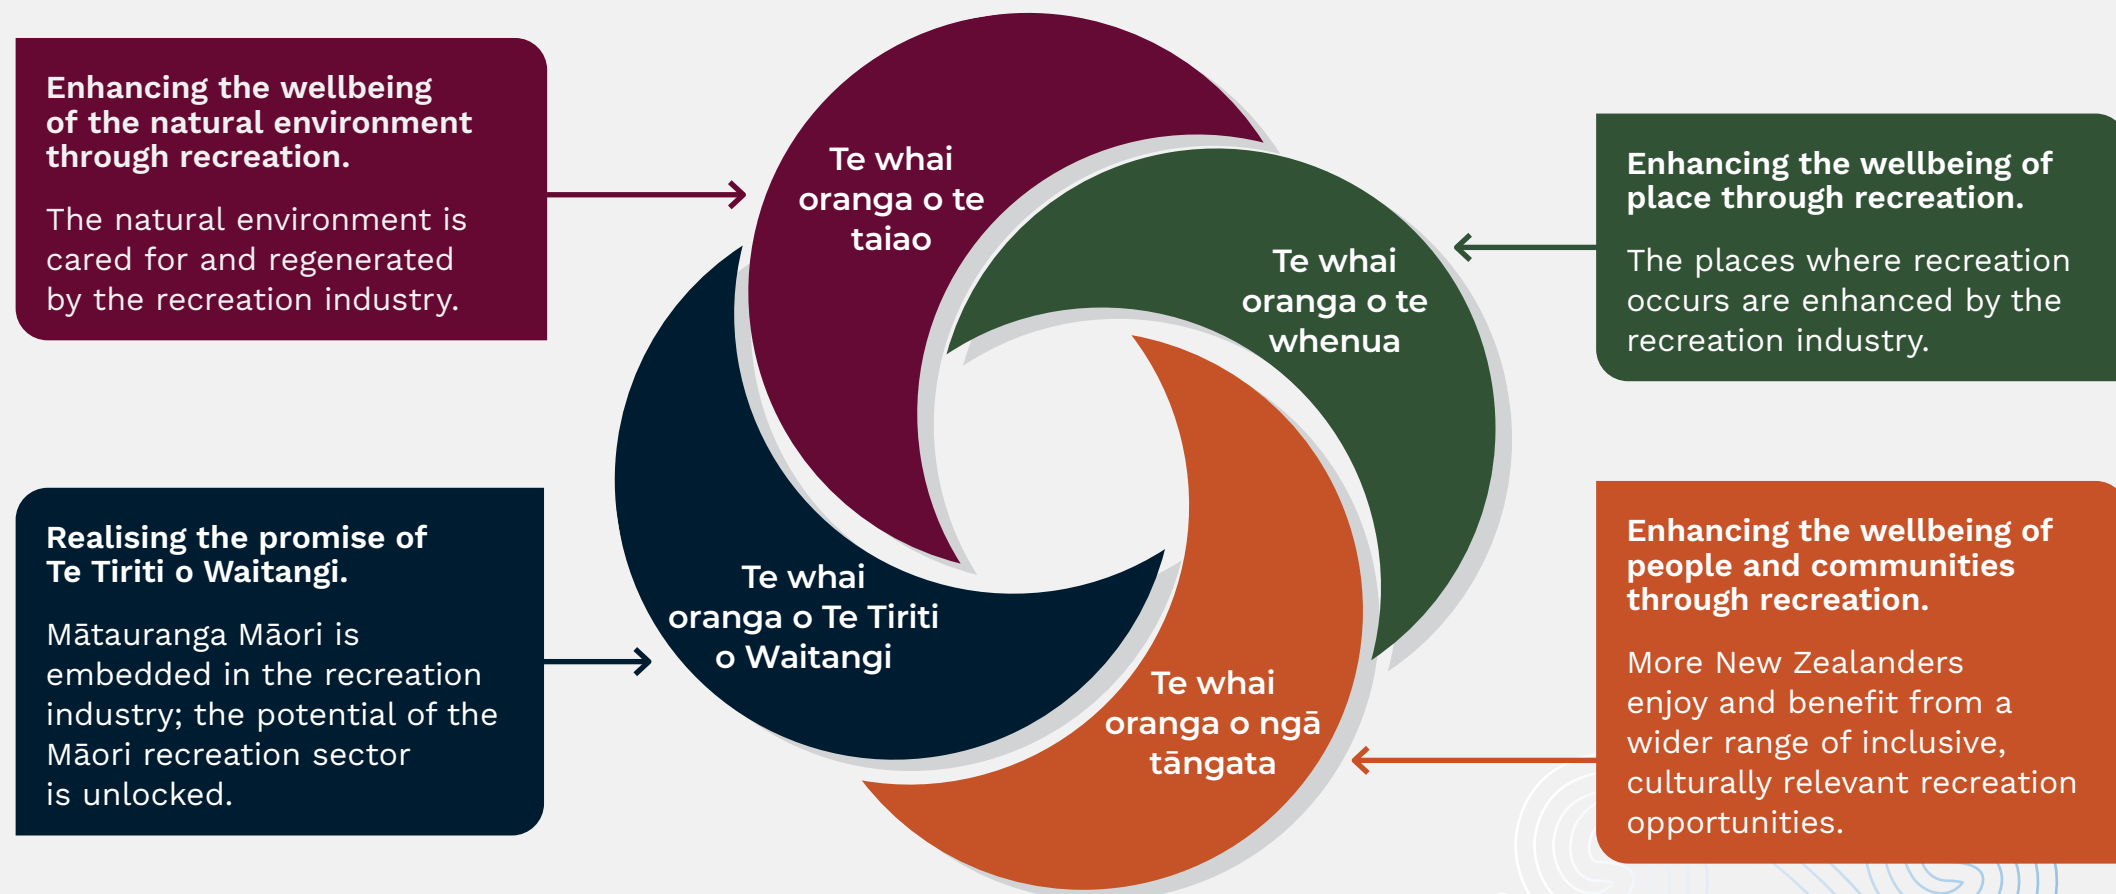 Enhancing the wellbeing
of the natural environment
through recreation.
The natural environment is
cared for and regenerated
by the recreation industry.
Te whai
oranga o te
taiao
Te whai
oranga o te
whenua
Enhancing the wellbeing of
place through recreation.
The places where recreation
occurs are enhanced by the
recreation industry.
Realising the promise of
Te Tiriti o Waitangi.
Mātauranga Māori is
embedded in the recreation
industry; the potential of the
Māori recreation sector
is unlocked.
Te whai
oranga o Te Tiriti
o Waitangi
Te whai
oranga o ngā
tāngata
Enhancing the wellbeing of
people and communities
through recreation.
More New Zealanders
enjoy and benefit from a
wider range of inclusive,
culturally relevant recreation
opportunities.